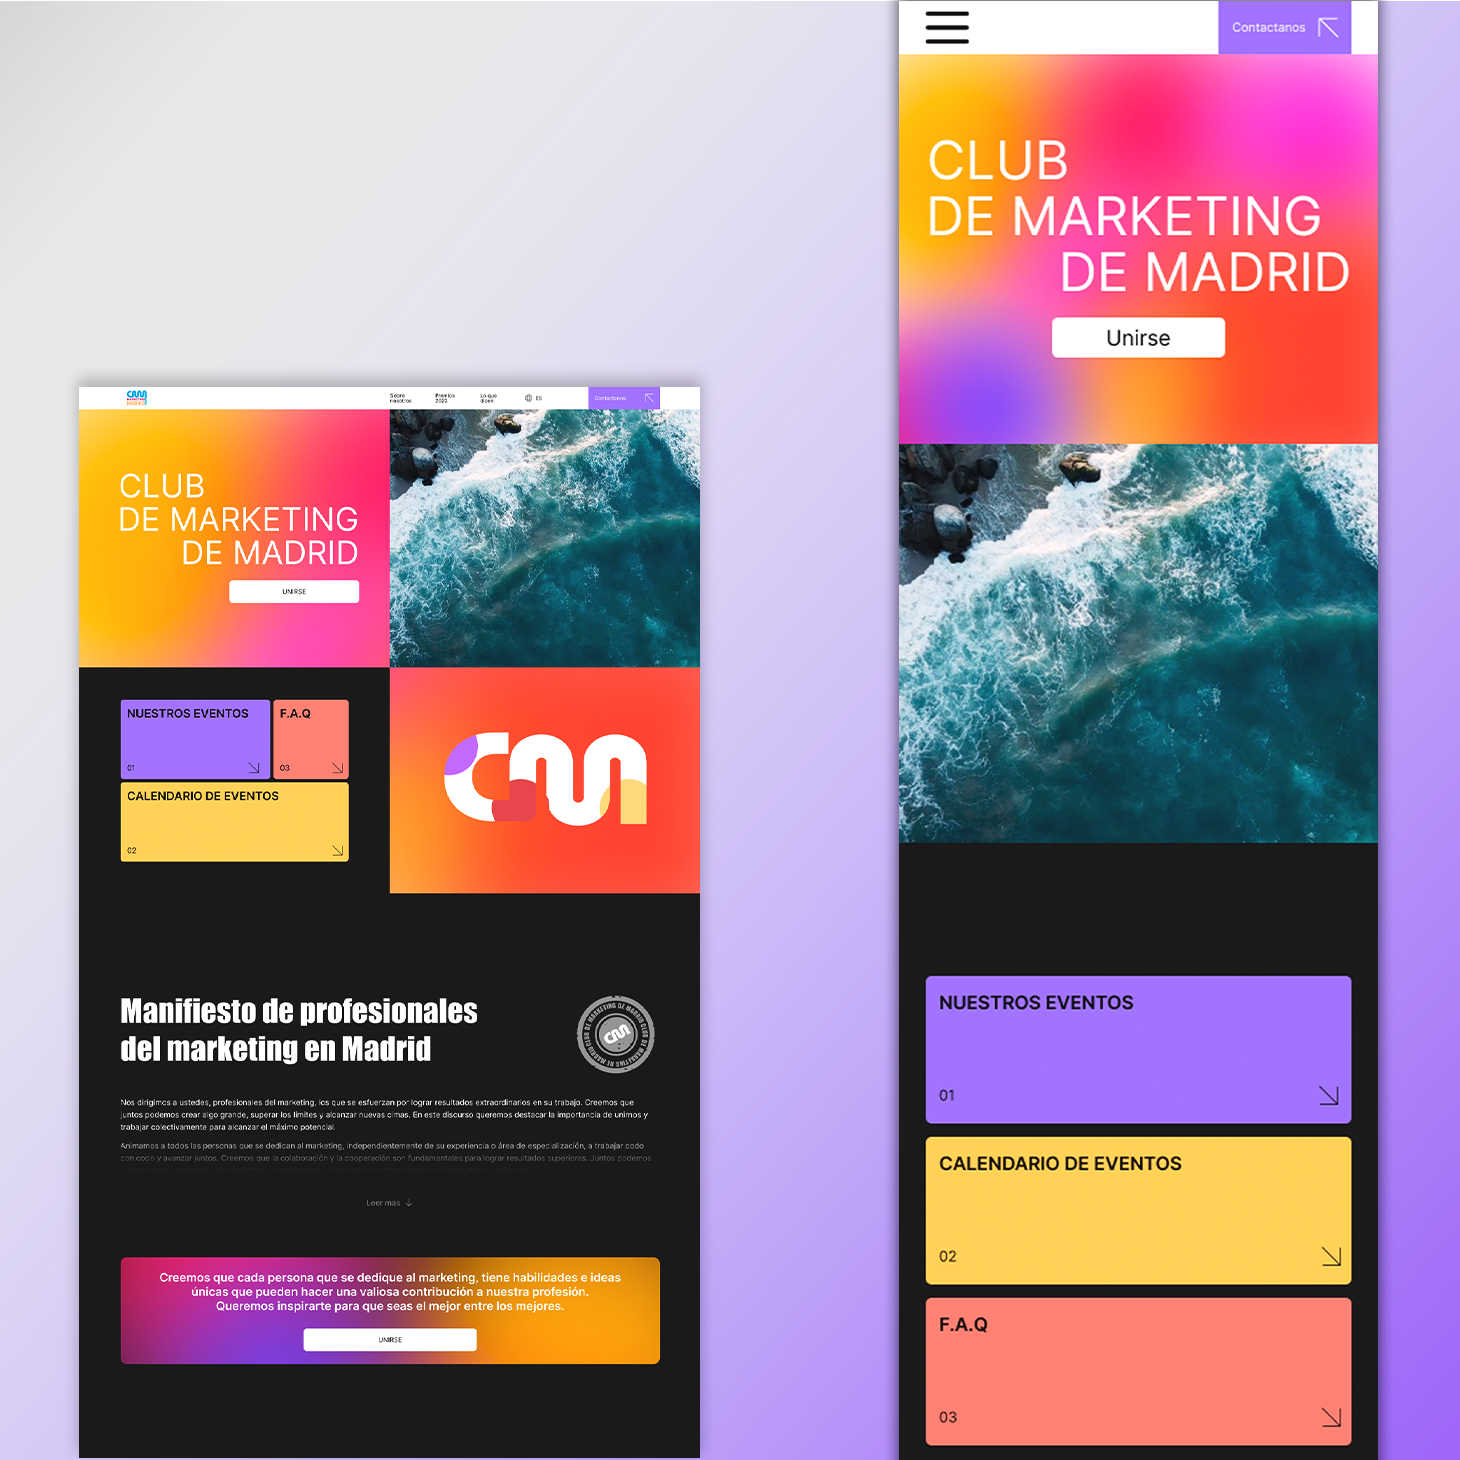 Sobre
nosotros
Premios
2023
Lo que
dicen
ES
Contactanos
CLUB
DE MARKETING
DE MADRID
UNIRSE
NUESTROS EVENTOS
01
F.A.Q
03
CALENDARIO DE EVENTOS
02
CM
Manifiesto de profesionales
del marketing en Madrid
CLUB DE MARKETING DE MADRID CLUB DE MARKETING DE MADRID
CM
Nos dirigimos a ustedes, profesionales del marketing, los que se esfuerzan por lograr resultados extraordinarios en su trabajo. Creemos que
juntos podemos crear algo grande, superar los límites y alcanzar nuevas cimas. En este discurso queremos destacar la importancia de unirnos y
trabajar colectivamente para alcanzar el máximo potencial.
Animamos a todos las personas que se dedican al marketing, independientemente de su experiencia o área de especialización, a trabajar codo
con codo y avanzar juntos. Creemos que la colaboración y la cooperación son fundamentales para lograr resultados superiores. Juntos podemos
Leer mas
Creemos que cada persona que se dedique al marketing, tiene habilidades e ideas
únicas que pueden hacer una valiosa contribución a nuestra profesión.
Queremos inspirarte para que seas el mejor entre los mejores.
UNIRSE
Contactanos
CLUB
DE MARKETING
DE MADRID
Unirse
NUESTROS EVENTOS
01
CALENDARIO DE EVENTOS
02
F.A.Q
03